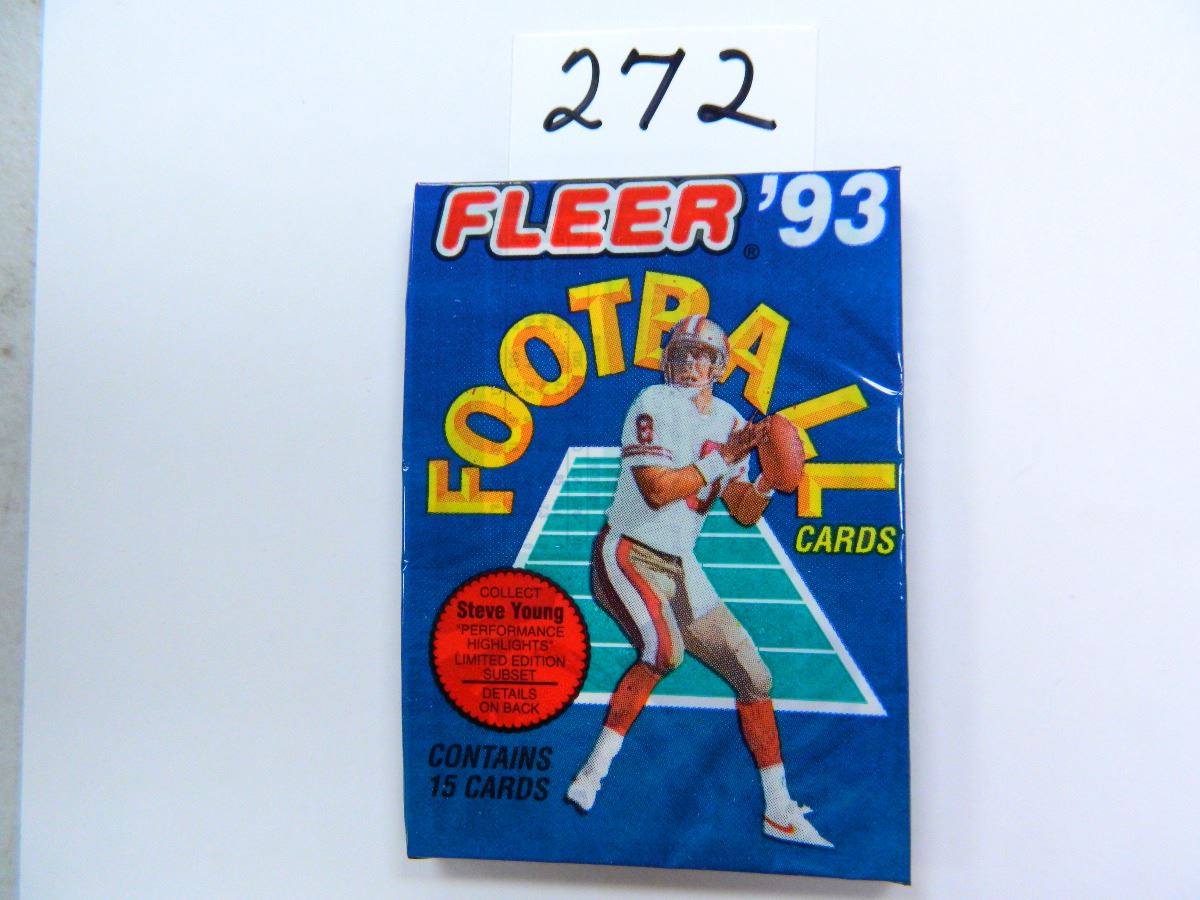 272
FLEER® '93
FOOTBALL
CARDS
8
COLLECT
Steve Young
"PERFORMANCE
HIGHLIGHTS"
LIMITED EDITION
SUBSET
DETAILS
ON BACK
CONTAINS
15 CARDS